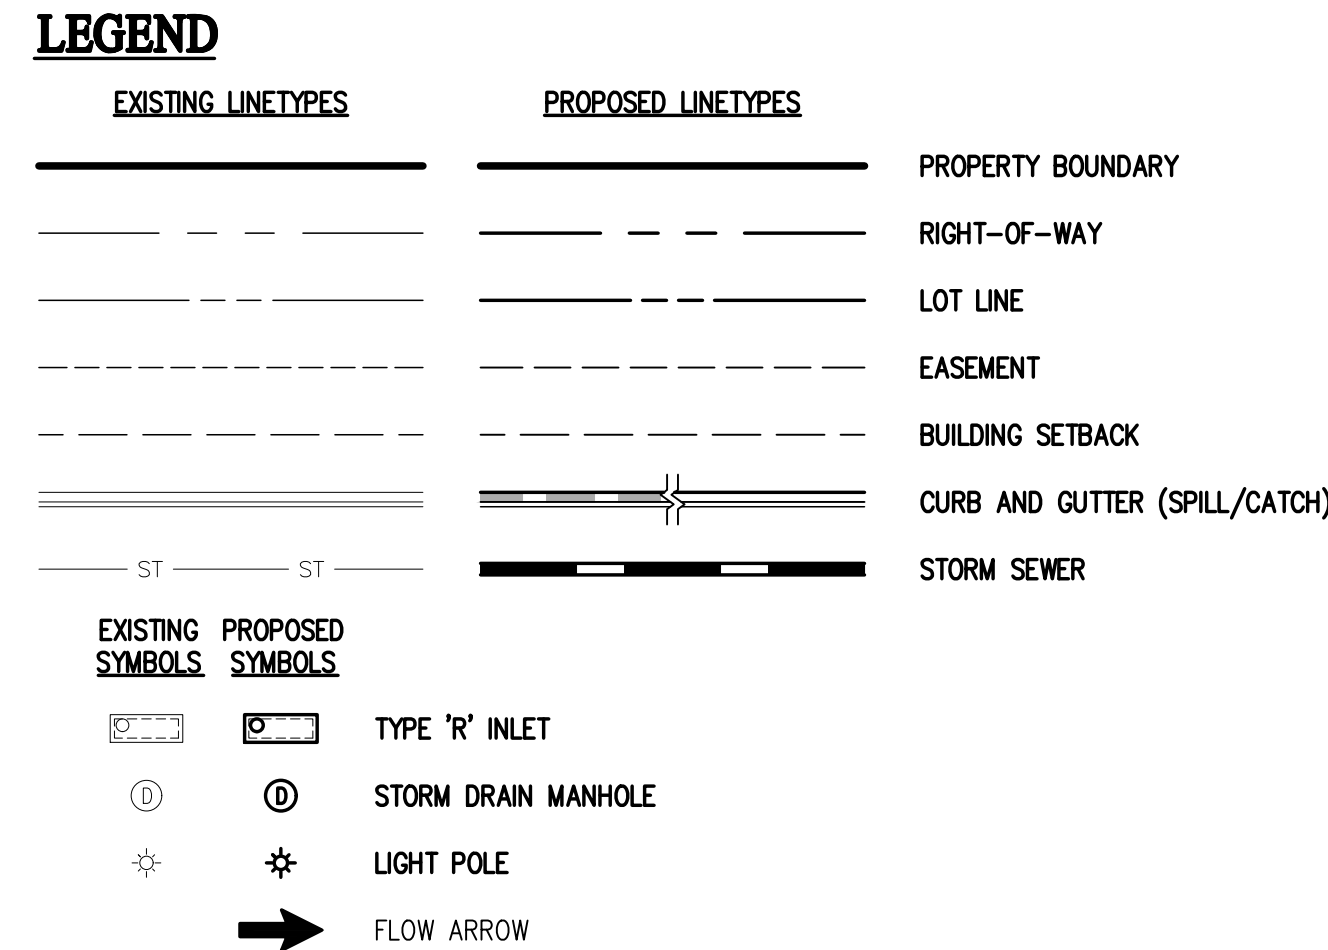 LEGEND
EXISTING LINETYPES PROPOSED LINETYPES
PROPERTY BOUNDARY
RIGHT-OF-WAY
LOT LINE
EASEMENT
BUILDING SETBACK
CURB AND GUTTER (SPILL/CATCH)
ST ST STORM SEWER
EXISTING SYMBOLS
PROPOSED SYMBOLS
TYPE 'R' INLET
D D STORM DRAIN MANHOLE
LIGHT POLE
FLOW ARROW